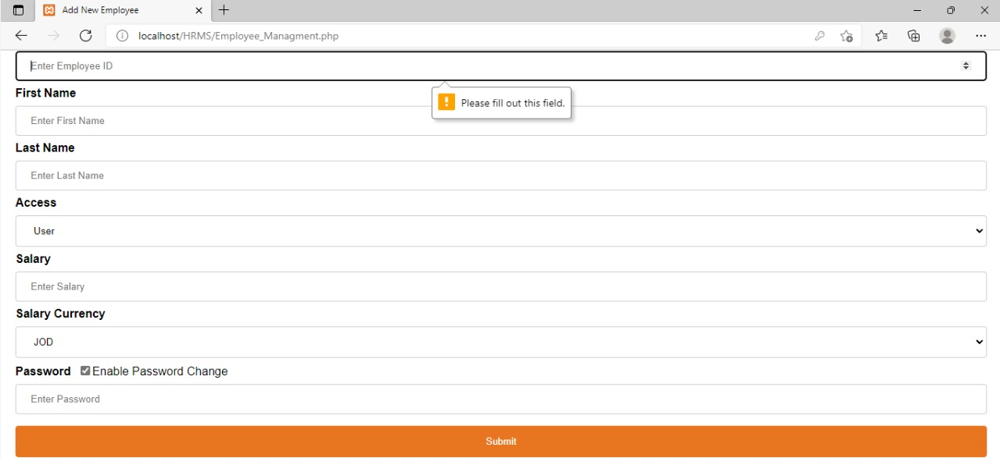 Add New Employee
localhost/HRMS/Employee_Managment.php
Enter Employee ID
Please fill out this field.
First Name
Enter First Name
Last Name
Enter Last Name
Access
User
Salary
Enter Salary
Salary Currency
JOD
Password Enable Password Change
Enter Password
Submit